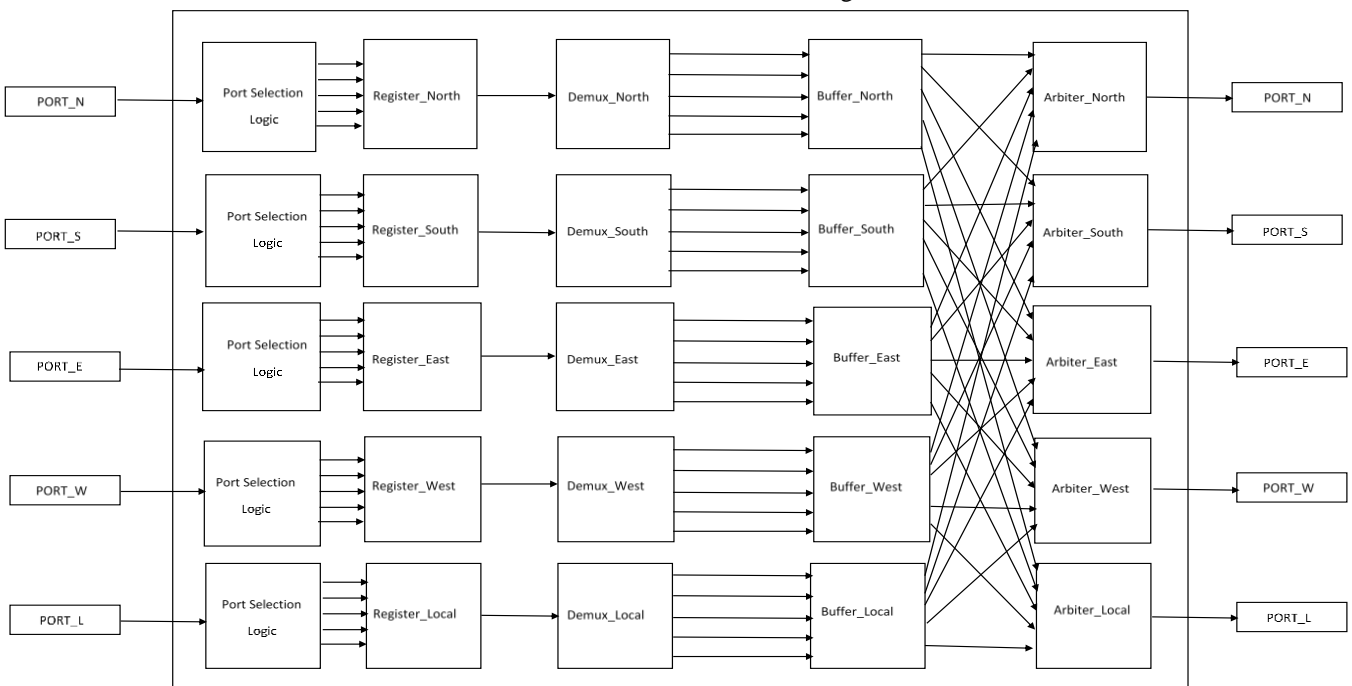 PORT_N
Port Selection
Logic
Register_North
Demux_North
Buffer_North
Arbiter_North
PORT_N
PORT_S
Port Selection
Logic
Register_South
Demux_South
Buffer_South
Arbiter_South
PORT_S
PORT_E
Port Selection
Logic
Register_East
Demux_East
Buffer_East
Arbiter_East
PORT_E
PORT_W
Port Selection
Logic
Register_West
Demux_West
Buffer_West
Arbiter_West
PORT_W
PORT_L
Port Selection
Logic
Register_Local
Demux_Local
Buffer_Local
Arbiter_Local
PORT_L